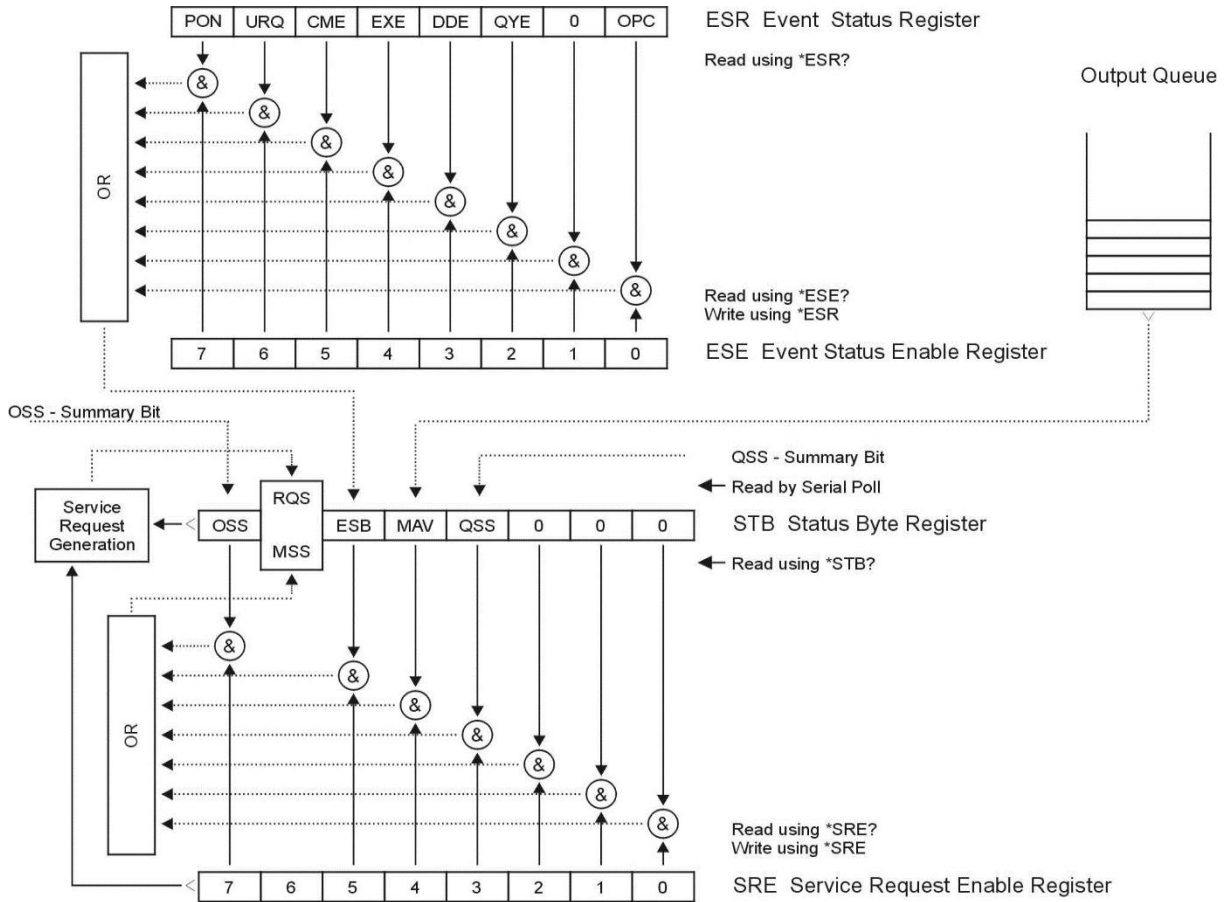 PON URQ CME EXE DDE QYE 0 OPC
ESR Event Status Register
Read using *ESR?
Output Queue
&
&
&
&
&
&
&
&
OR
Read using *ESE?
Write using *ESR
7 6 5 4 3 2 1 0
ESE Event Status Enable Register
OSS - Summary Bit
QSS - Summary Bit
Read by Serial Poll
Service
Request
Generation
RQS
OSS ESB MAV QSS 0 0 0
STB Status Byte Register
MSS
Read using *STB?
&
&
&
&
&
&
&
OR
Read using *SRE?
Write using *SRE
7 6 5 4 3 2 1 0
SRE Service Request Enable Register